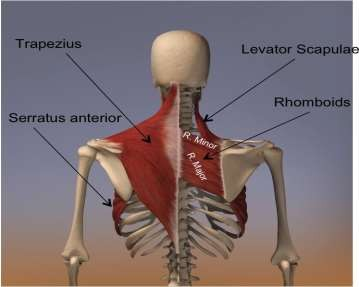 Trapezius
Levator Scapulae
Rhomboids
Serratus anterior
R. Minor
R. Major